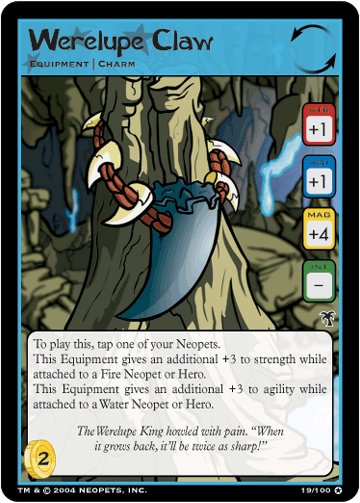 Werelupe Claw
Equipment | Charm
STR
+1
AGI
+1
MAG
+4
INT
–
To play this, tap one of your Neopets.
This Equipment gives an additional +3 to strength while
attached to a Fire Neopet or Hero.
This Equipment gives an additional +3 to agility while
attached to a Water Neopet or Hero.
The Werelupe King howled with pain. “When
it grows back, it’ll be twice as sharp!”
2
TM & © 2004 NEOPETS, INC.
19/100